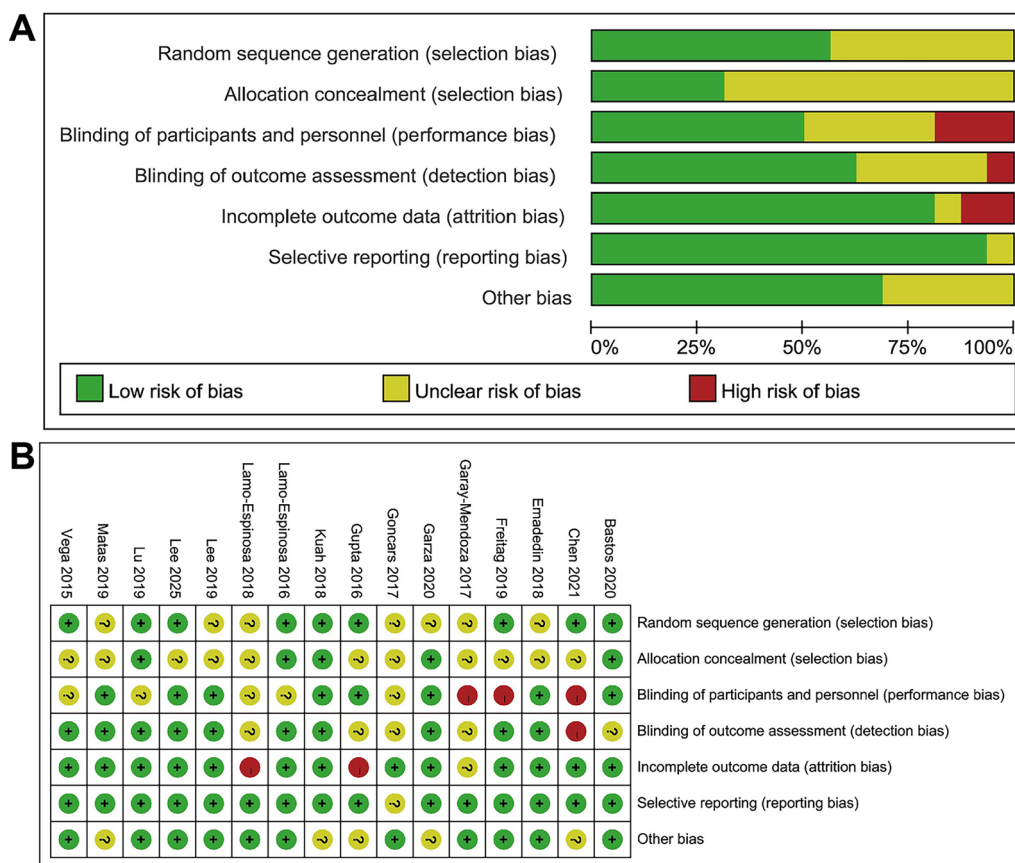 A
Random sequence generation (selection bias)
Allocation concealment (selection bias)
Blinding of participants and personnel (performance bias)
Blinding of outcome assessment (detection bias)
Incomplete outcome data (attrition bias)
Selective reporting (reporting bias)
Other bias
0% 25% 50% 75% 100%
Low risk of bias Unclear risk of bias High risk of bias
B
Vega 2015
Matas 2019
Lu 2019
Lee 2025
Lee 2019
Lamo-Espinosa 2018
Lamo-Espinosa 2016
Kuah 2018
Gupta 2016
Goncars 2017
Garza 2020
Garay-Mendoza 2017
Freitag 2019
Emadedin 2018
Chen 2021
Bastos 2020
+ ? + + ? ? + + + ? ? ? + ? + + Random sequence generation (selection bias)
? ? + ? ? ? + + ? ? + ? ? ? ? + Allocation concealment (selection bias)
? + ? + + ? ? + + ? + – – + – + Blinding of participants and personnel (performance bias)
+ + + + + ? + + ? ? + ? + + – ? Blinding of outcome assessment (detection bias)
+ + + + + – + + – + + ? + + + + Incomplete outcome data (attrition bias)
+ + + + + + + + + ? + + + + + + Selective reporting (reporting bias)
+ ? + + + + + ? ? + ? + + + ? + Other bias